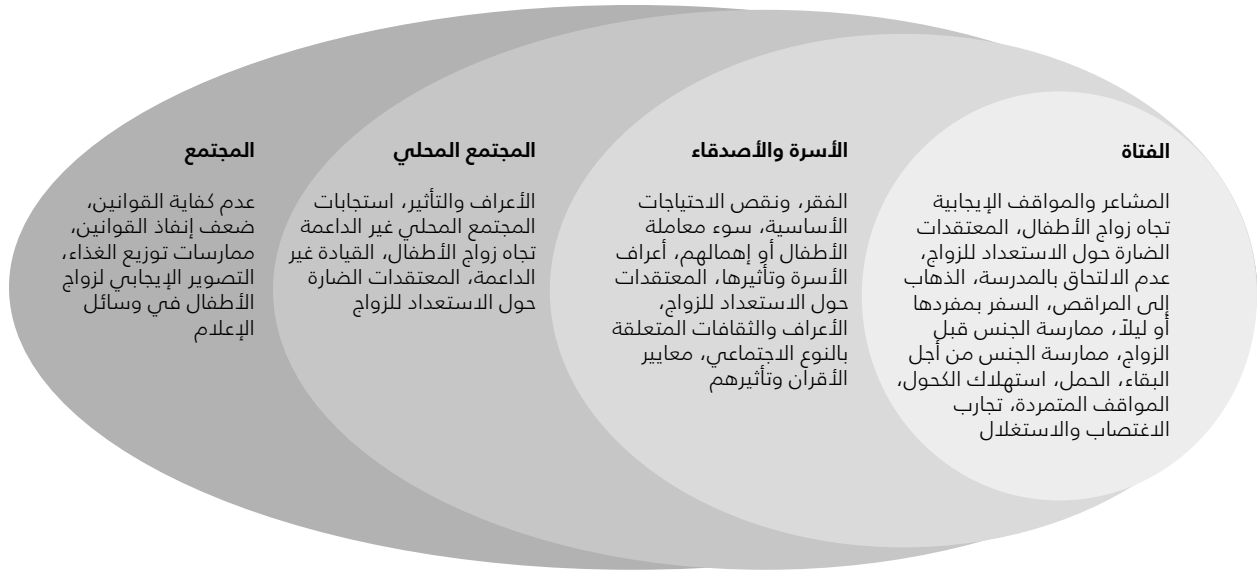 الفتاة
المشاعر والمواقف الإيجابية
تجاه زواج الأطفال، المعتقدات
الضارة حول الاستعداد للزواج،
عدم الالتحاق بالمدرسة، الذهاب
إلى المراقص، السفر بمفردها
أو ليلاً، ممارسة الجنس قبل
الزواج، ممارسة الجنس من أجل
البقاء، الحمل، استهلاك الكحول،
المواقف المتمردة، تجارب
الاغتصاب والاستغلال
الأسرة والأصدقاء
الفقر، ونقص الاحتياجات
الأساسية، سوء معاملة
الأطفال أو إهمالهم، أعراف
الأسرة وتأثيرها، المعتقدات
حول الاستعداد للزواج،
الأعراف والثقافات المتعلقة
بالنوع الاجتماعي، معايير
الأقران وتأثيرهم
المجتمع المحلي
الأعراف والتأثير، استجابات
المجتمع المحلي غير الداعمة
تجاه زواج الأطفال، القيادة غير
الداعمة، المعتقدات الضارة
حول الاستعداد للزواج
المجتمع
عدم كفاية القوانين،
ضعف إنفاذ القوانين،
ممارسات توزيع الغذاء،
التصوير الإيجابي لزواج
الأطفال في وسائل
الإعلام